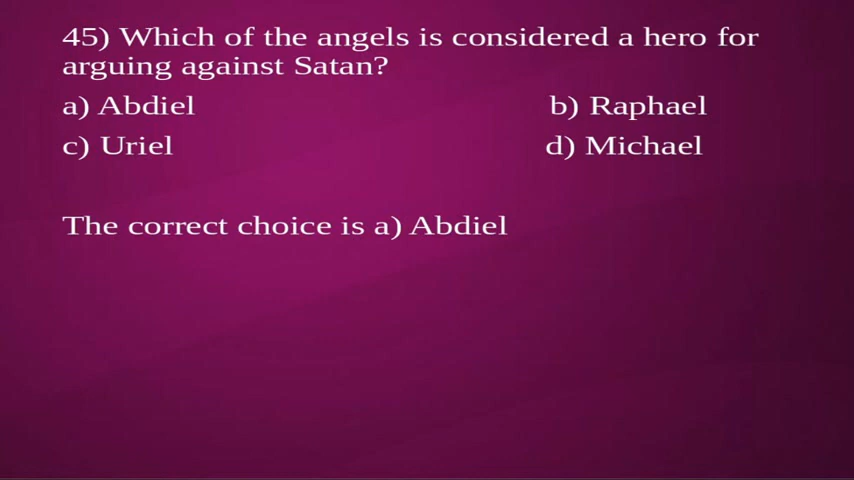 45) Which of the angels is considered a hero for
arguing against Satan?
a) Abdiel b) Raphael
c) Uriel d) Michael
The correct choice is a) Abdiel